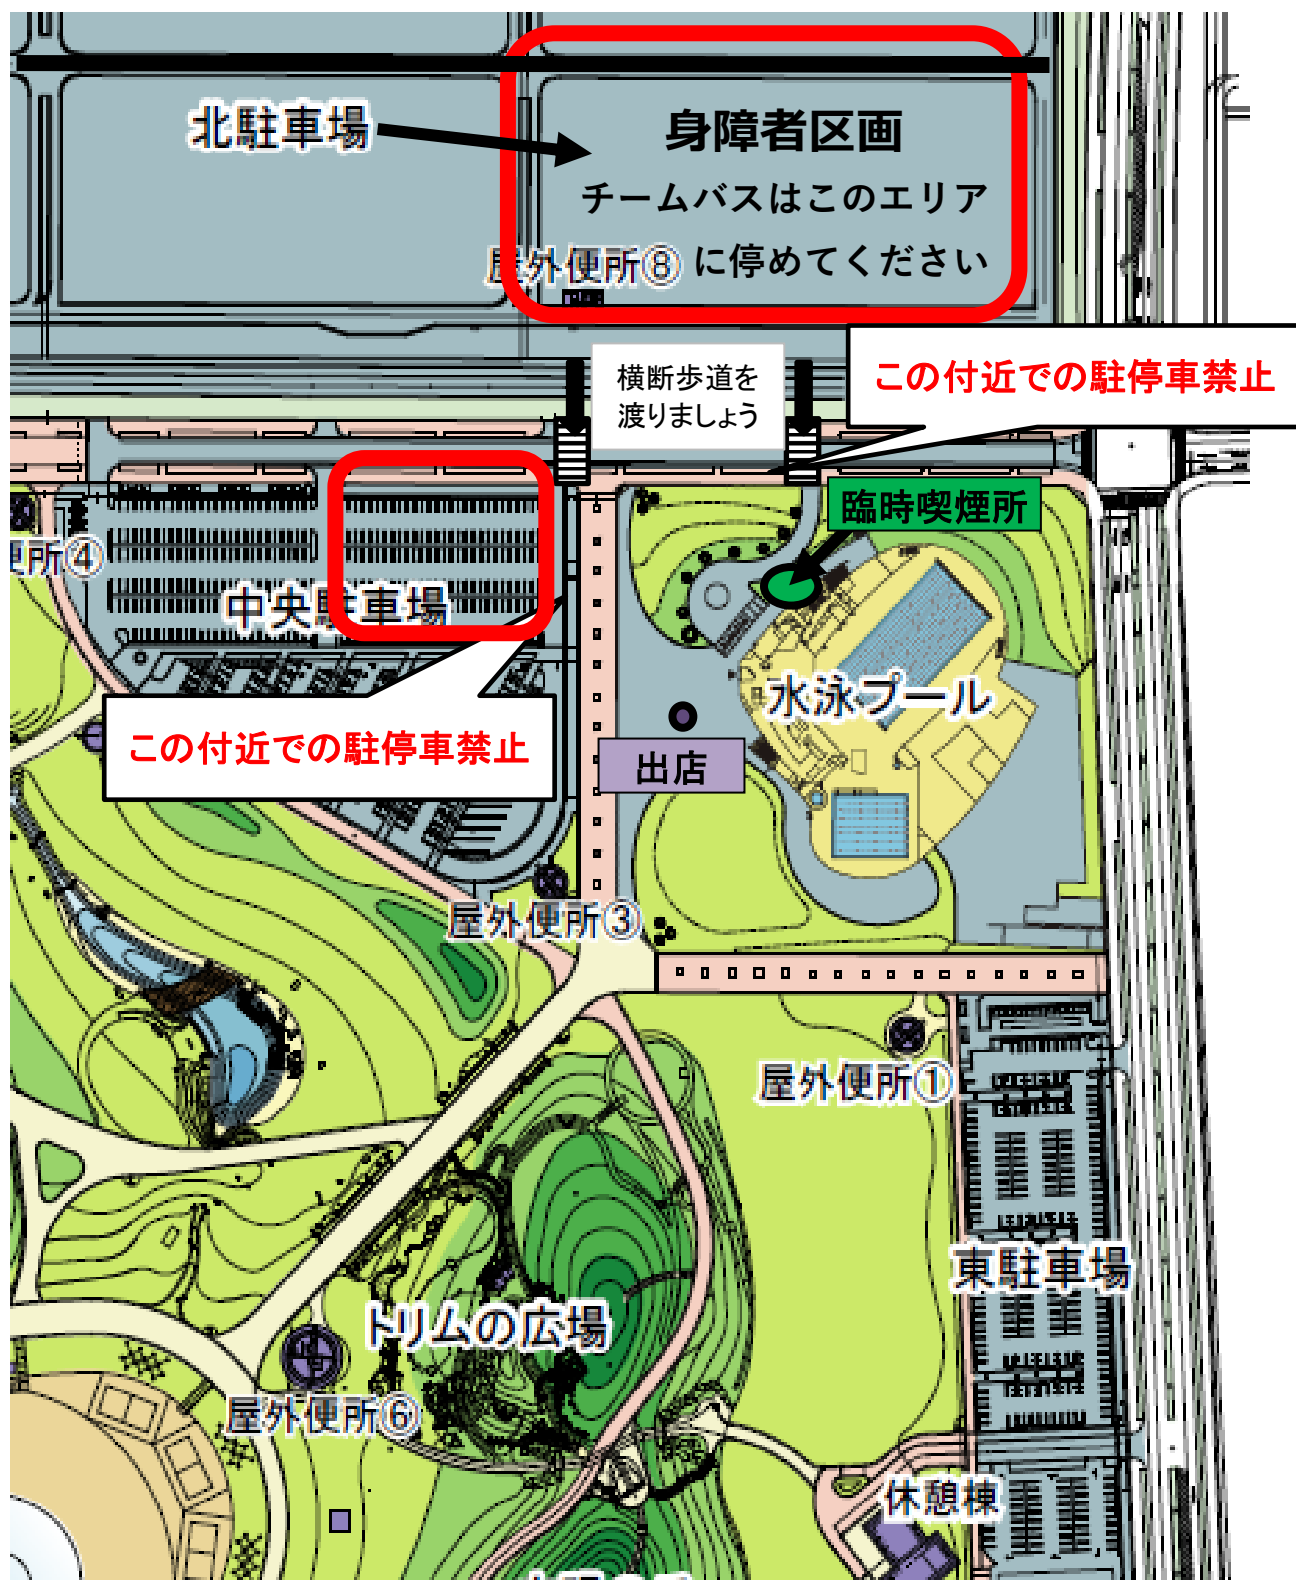 北駐車場
身障者区画
チームバスはこのエリア
屋外便所⑧
に停めてください
横断歩道を
渡りましょう
この付近での駐停車禁止
臨時喫煙所
便所④
中央駐車場
水泳プール
この付近での駐停車禁止
出店
屋外便所③
屋外便所①
東駐車場
トリムの広場
屋外便所⑥
休憩棟